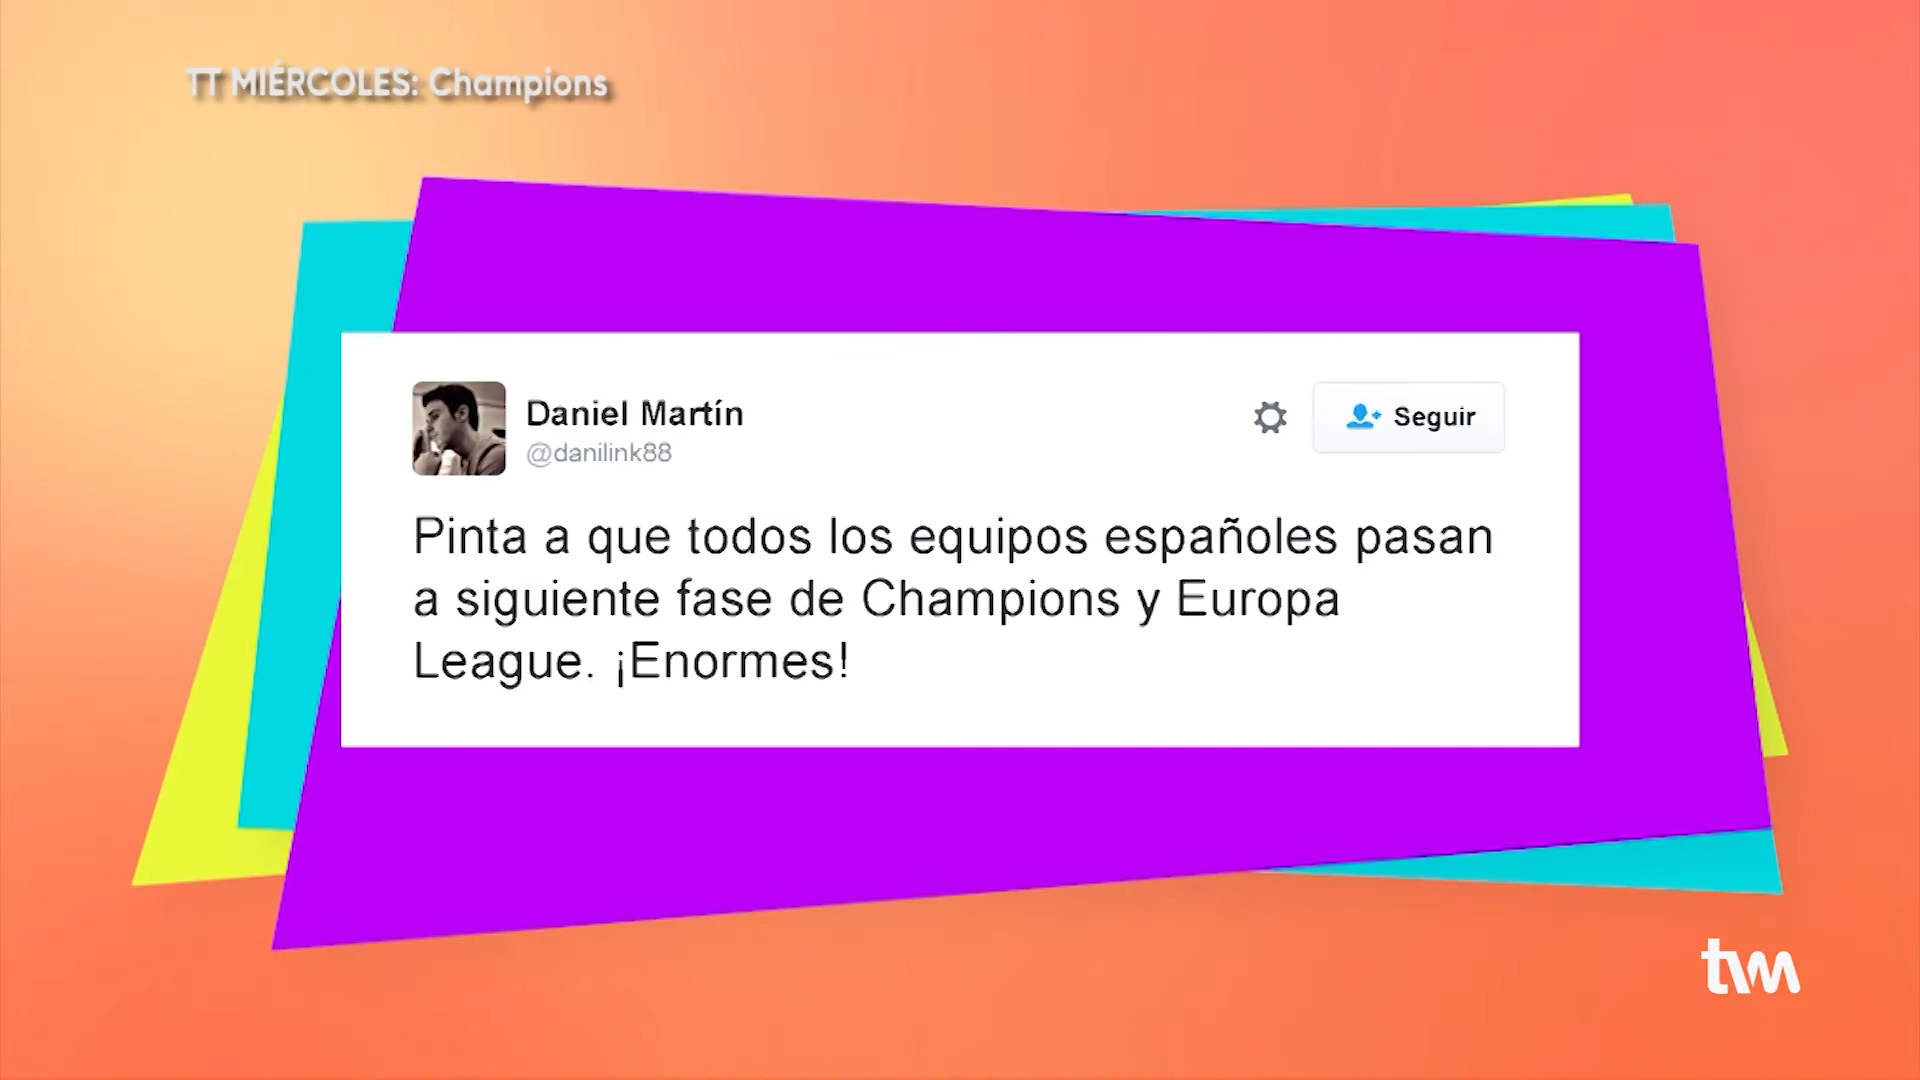 TT MIÉRCOLES: Champions
Daniel Martín
@danilink88
Seguir
Pinta a que todos los equipos españoles pasan
a siguiente fase de Champions y Europa
League. ¡Enormes!
tvm